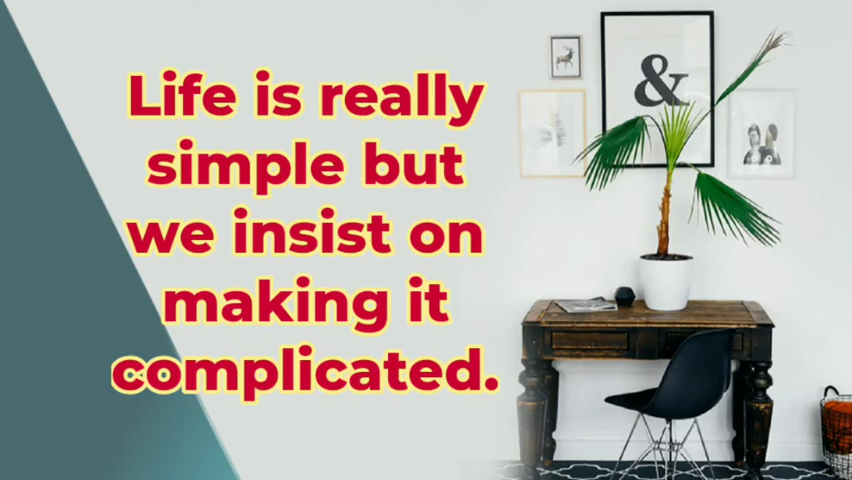 Life is really
simple but
we insist on
making it
complicated.
&